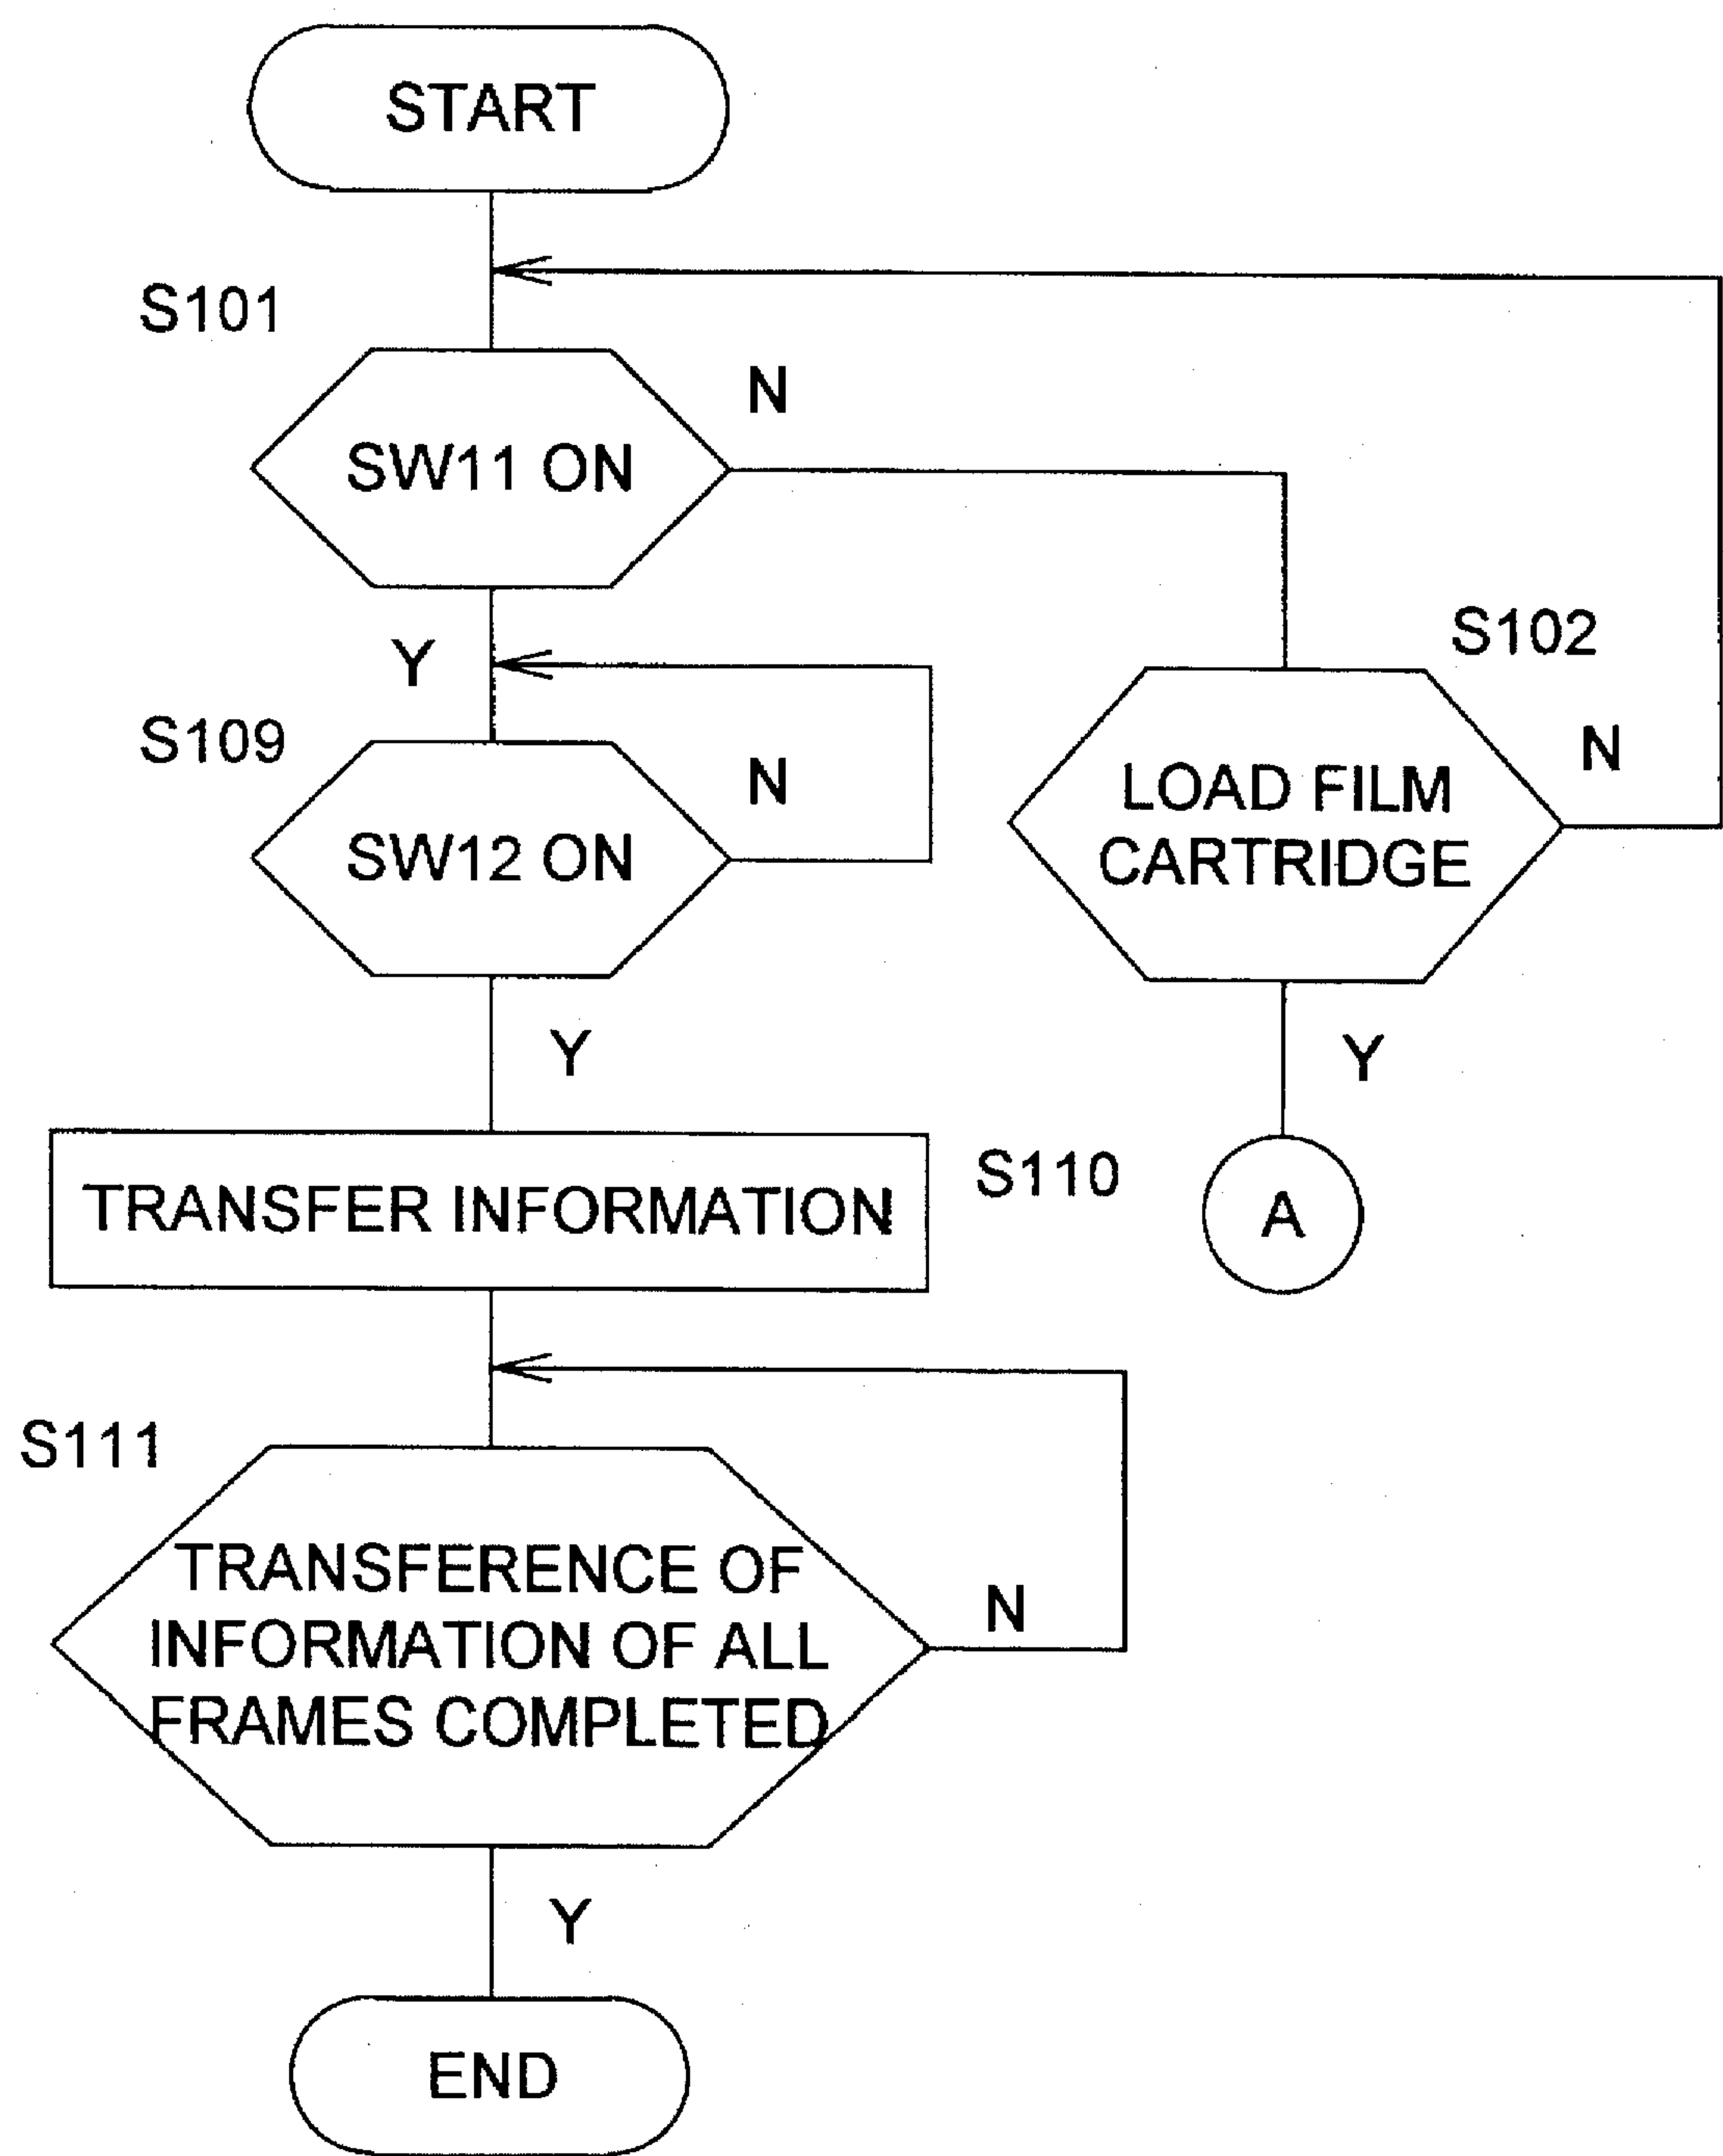 START
S101
N
SW11 ON
Y
S102
S109
N
N
SW12 ON
LOAD FILM
CARTRIDGE
Y
Y
S110
TRANSFER INFORMATION
A
S111
TRANSFERENCE OF
INFORMATION OF ALL
FRAMES COMPLETED
N
Y
END